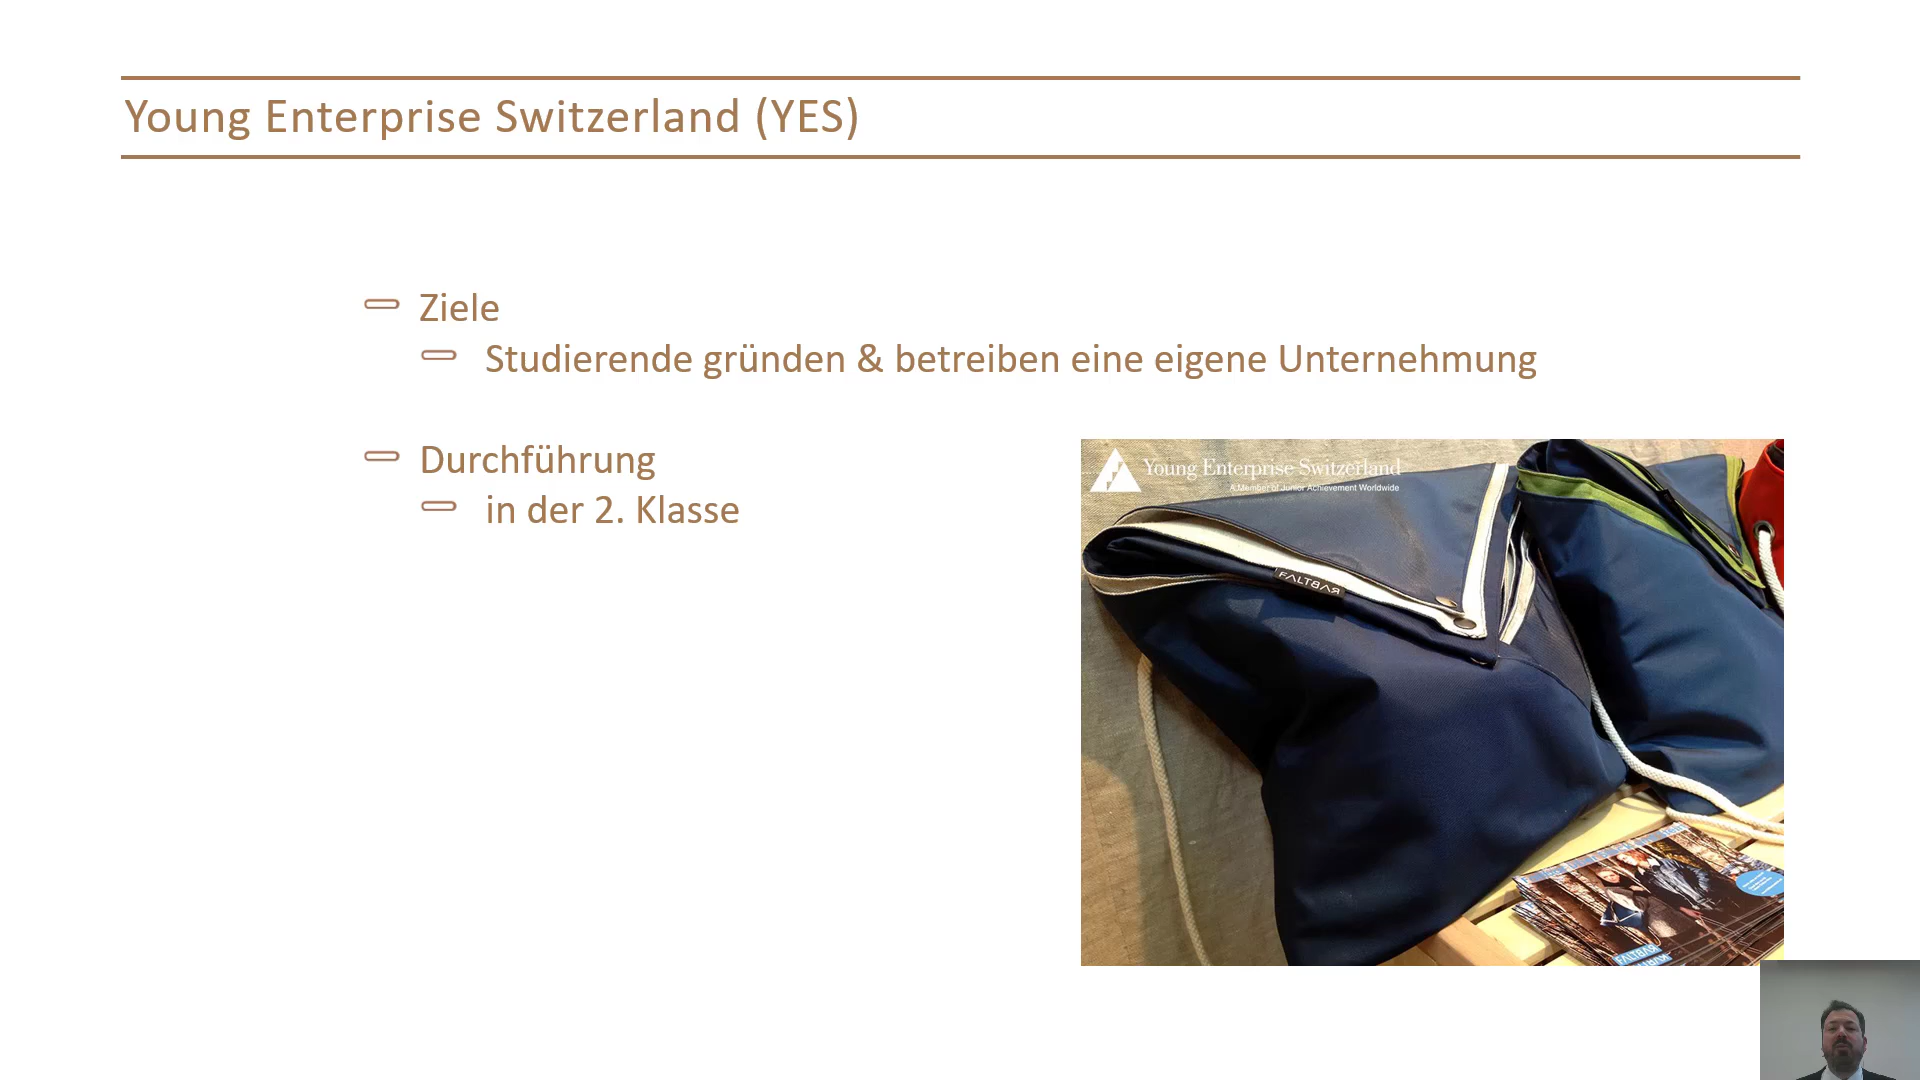 Young Enterprise Switzerland (YES)
Ziele
Studierende gründen & betreiben eine eigene Unternehmung
Durchführung
in der 2. Klasse
Young Enterprise Switzerland
A Member of Junior Achievement Worldwide
FALTBAR
FALTBAR